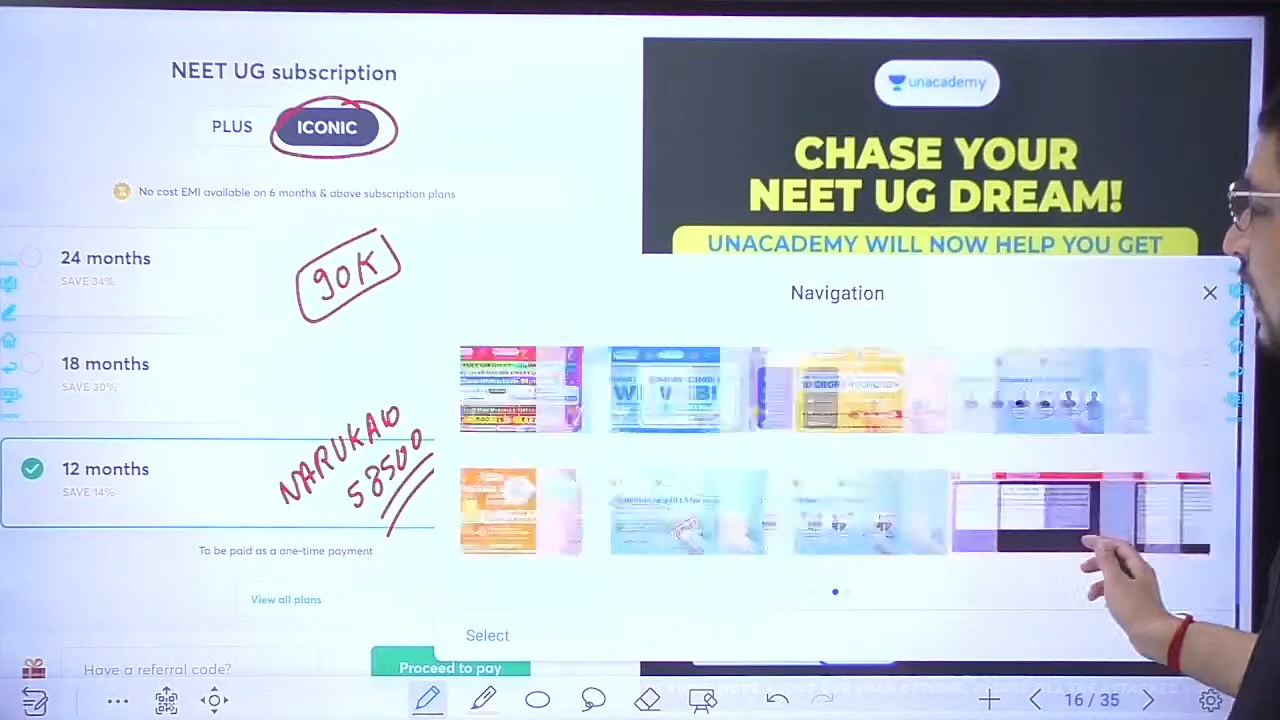 NEET UG subscription
PLUS
ICONIC
No cost EMI available on 6 months & above subscription plans
24 months
SAVE 34%
90K
18 months
SAVE 30%
12 months
SAVE 14%
NARUKA10
58500
To be paid as a one-time payment
View all plans
Have a referral code?
Proceed to pay
unacademy
CHASE YOUR
NEET UG DREAM!
UNACADEMY WILL NOW HELP YOU GET
Navigation
Select
16 / 35